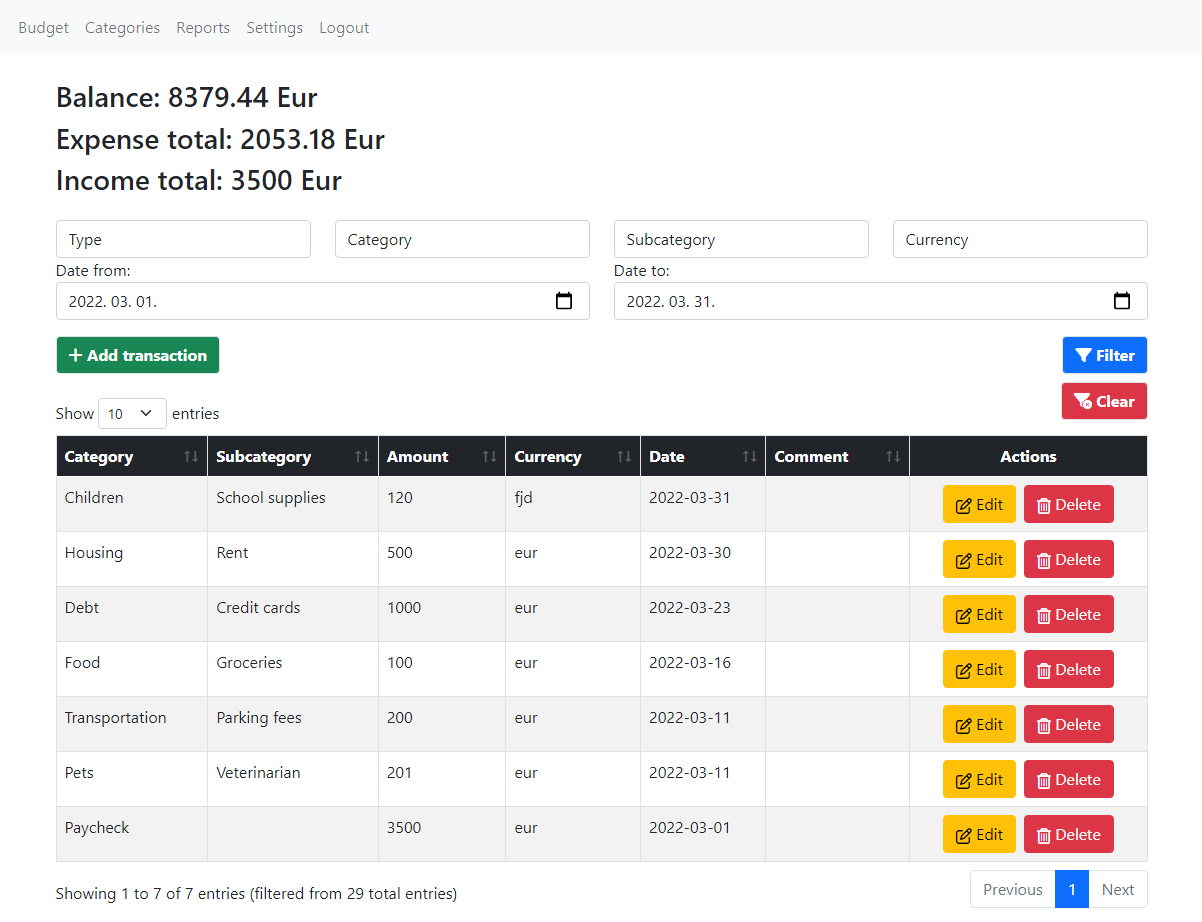 Budget Categories Reports Settings Logout
Balance: 8379.44 Eur
Expense total: 2053.18 Eur
Income total: 3500 Eur
Type Category Subcategory Currency
Date from: Date to:
2022. 03. 01. 2022. 03. 31.
Add transaction Filter
Clear
Show 10 entries
Category Subcategory Amount Currency Date Comment Actions
Children School supplies 120 fjd 2022-03-31 Edit Delete
Housing Rent 500 eur 2022-03-30 Edit Delete
Debt Credit cards 1000 eur 2022-03-23 Edit Delete
Food Groceries 100 eur 2022-03-16 Edit Delete
Transportation Parking fees 200 eur 2022-03-11 Edit Delete
Pets Veterinarian 201 eur 2022-03-11 Edit Delete
Paycheck 3500 eur 2022-03-01 Edit Delete
Showing 1 to 7 of 7 entries (filtered from 29 total entries) Previous 1 Next